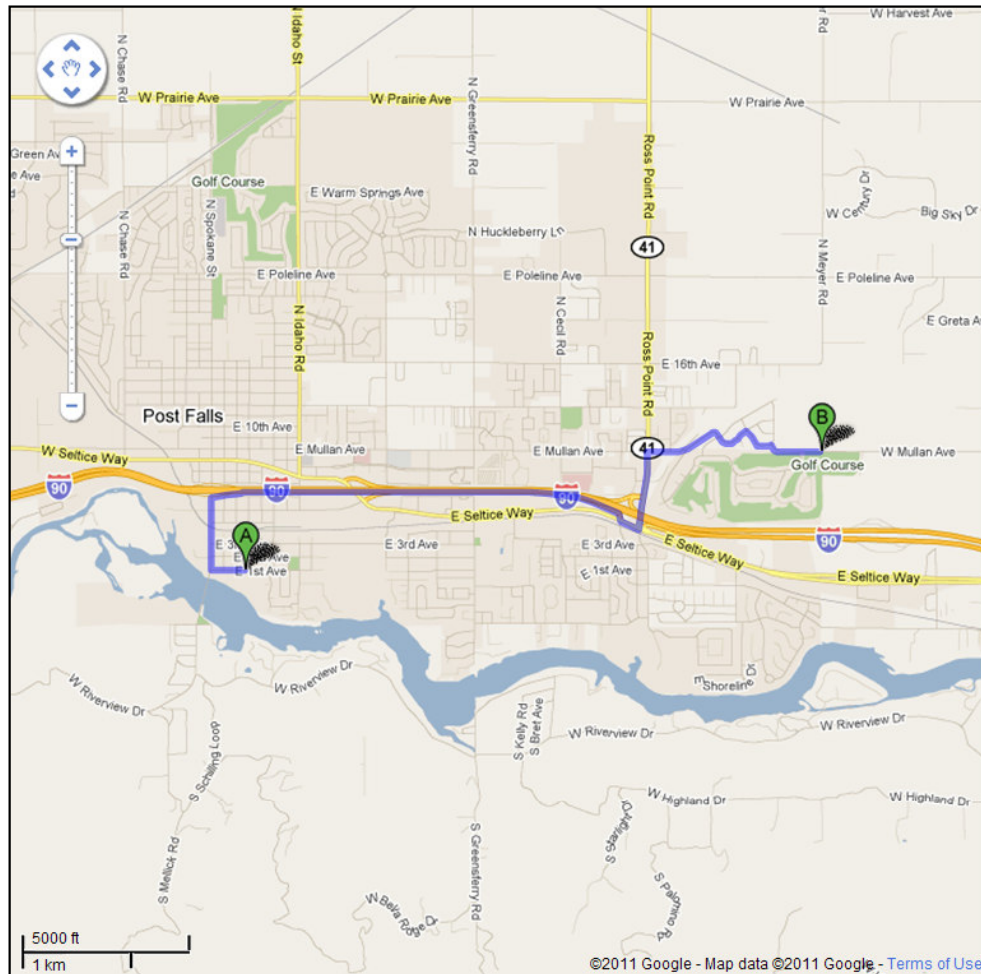 N Chase Rd
N Idaho St
W Harvest Ave
W Prairie Ave
W Prairie Ave
W Prairie Ave
N Greensferry Rd
Ross Point Rd
Green Av
Ave
Golf Course
E Warm Springs Ave
W Century Dr
Big Sky Dr
N Chase Rd
N Spokane St
N Huckleberry Ln
41
N Meyer Rd
E Poleline Ave
E Poleline Ave
N Idaho Rd
N Cecil Rd
Ross Point Rd
E Greta A
E 16th Ave
Post Falls
E 10th Ave
B
W Seltice Way
E Mullan Ave
E Mullan Ave
41
W Mullan Ave
Golf Course
90
90
90
E Seltice Way
A
E 3rd Ave
E 3rd Ave
E Seltice Way
90
E 1st Ave
E 1st Ave
E Seltice Way
W Riverview Dr
W Riverview Dr
Shoreline Dr
S Schilling Loop
S Kelly Rd
S Bret Ave
W Riverview Dr
W Riverview Dr
W Highland Dr
W Highland Dr
S Starlight Dr
S Mellick Rd
S Greensferry Rd
W Bella Ridge Dr
S Palomino Rd
5000 ft
1 km
©2011 Google - Map data ©2011 Google - Terms of Use